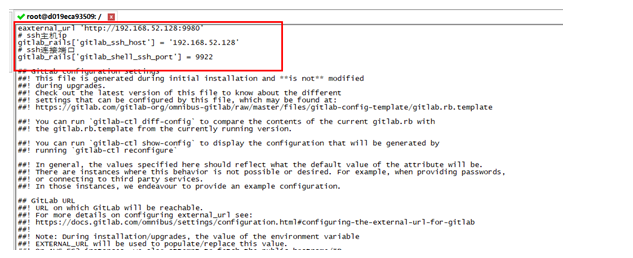 root@d019eca93509: /
eaxternal_url 'http://192.168.52.128:9980'
# ssh主机ip
gitlab_rails['gitlab_ssh_host'] = '192.168.52.128'
# ssh连接端口
gitlab_rails['gitlab_shell_ssh_port'] = 9922
## GitLab configuration settings
##! This file is generated during initial installation and **is not** modified
##! during upgrades.
##! Check out the latest version of this file to know about the different
##! settings that can be configured by this file, which may be found at:
##! https://gitlab.com/gitlab-org/omnibus-gitlab/raw/master/files/gitlab-config-template/gitlab.rb.template
##! You can run `gitlab-ctl diff-config` to compare the contents of the current gitlab.rb with
##! the gitlab.rb.template from the currently running version.
##! You can run `gitlab-ctl show-config` to display the configuration that will be generated by
##! running `gitlab-ctl reconfigure`
##! In general, the values specified here should reflect what the default value of the attribute will be.
##! There are instances where this behavior is not possible or desired. For example, when providing passwords,
##! or connecting to third party services.
##! In those instances, we endeavour to provide an example configuration.
## GitLab URL
##! URL on which GitLab will be reachable.
##! For more details on configuring external_url see:
##! https://docs.gitlab.com/omnibus/settings/configuration.html#configuring-the-external-url-for-gitlab
##!
##! Note: During installation/upgrades, the value of the environment variable
##! EXTERNAL_URL will be used to populate/replace this value.